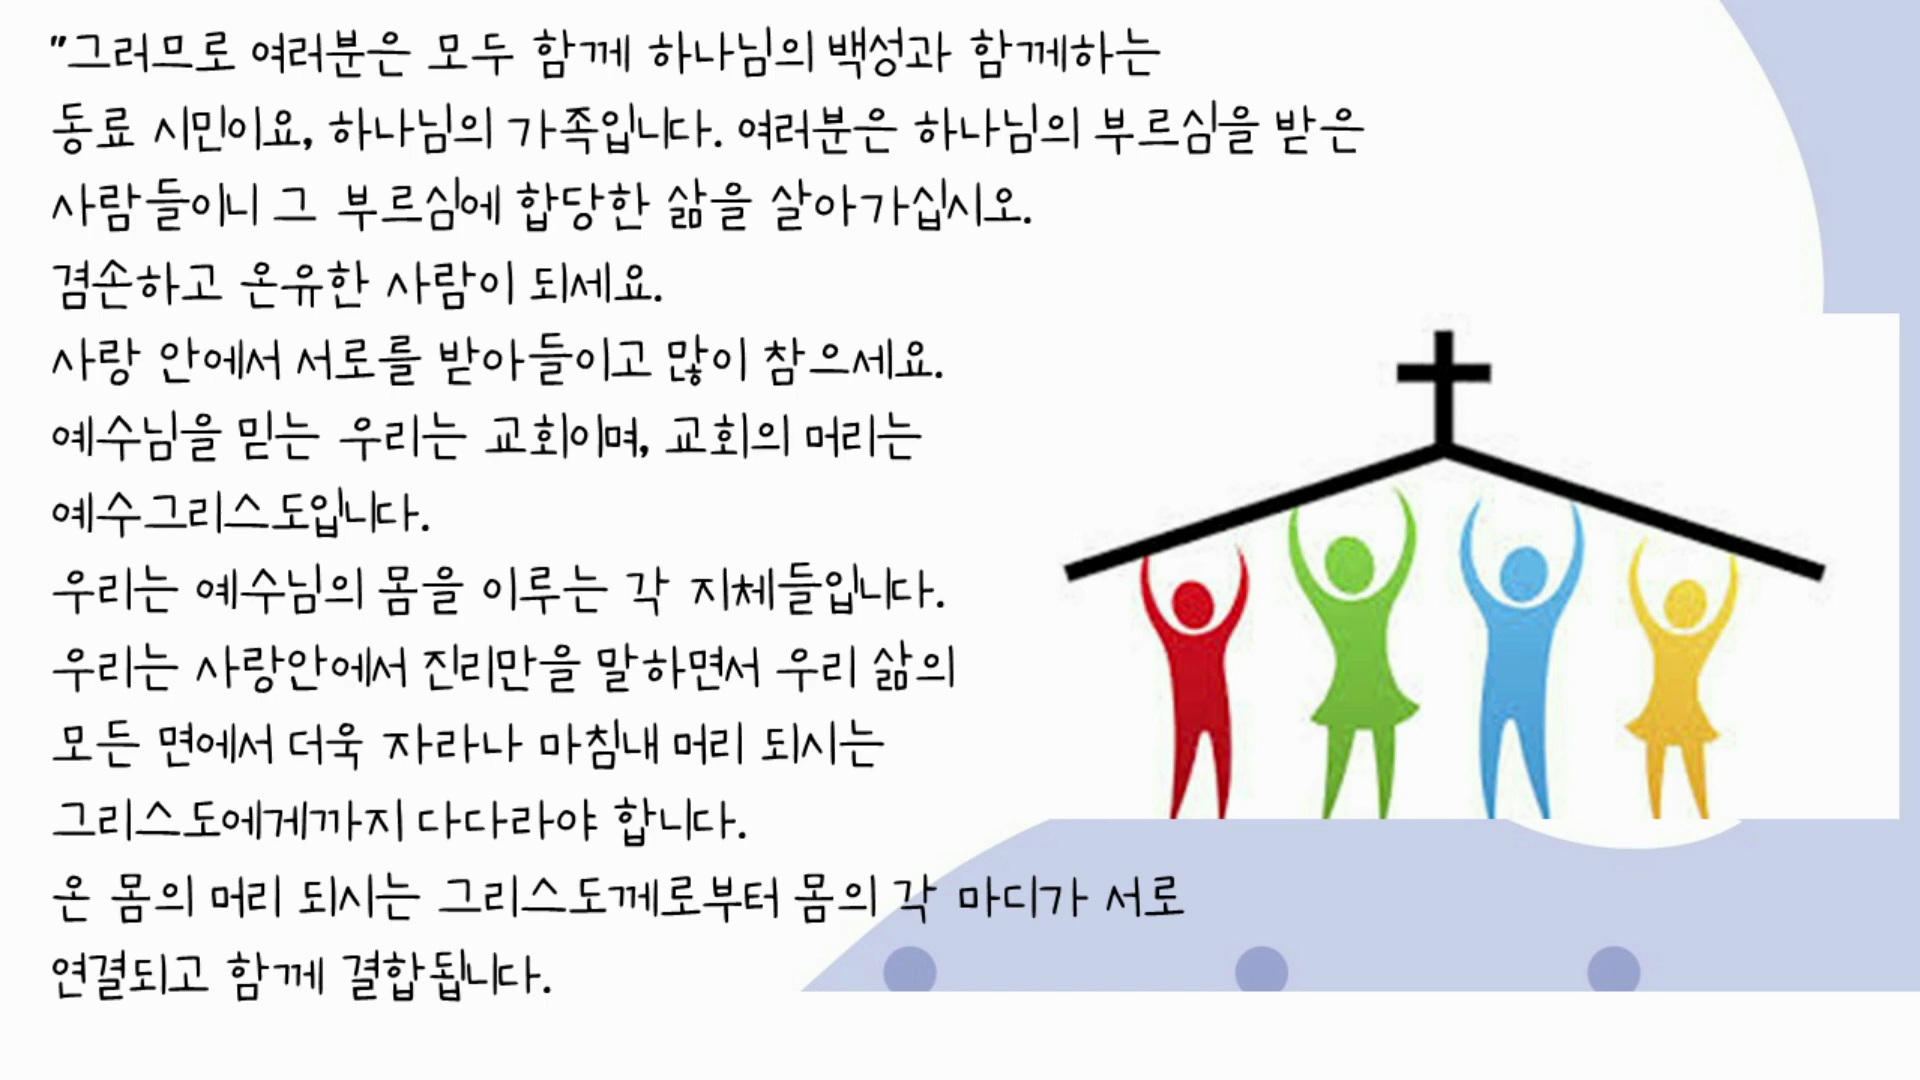 "그러므로 여러분은 모두 함께 하나님의 백성과 함께하는
동료 시민이요, 하나님의 가족입니다. 여러분은 하나님의 부르심을 받은
사람들이니 그 부르심에 합당한 삶을 살아가십시오.
겸손하고 온유한 사람이 되세요.
사랑 안에서 서로를 받아들이고 많이 참으세요.
예수님을 믿는 우리는 교회이며, 교회의 머리는
예수그리스도입니다.
우리는 예수님의 몸을 이루는 각 지체들입니다.
우리는 사랑안에서 진리만을 말하면서 우리 삶의
모든 면에서 더욱 자라나 마침내 머리 되시는
그리스도에게까지 다다라야 합니다.
온 몸의 머리 되시는 그리스도께로부터 몸의 각 마디가 서로
연결되고 함께 결합됩니다.